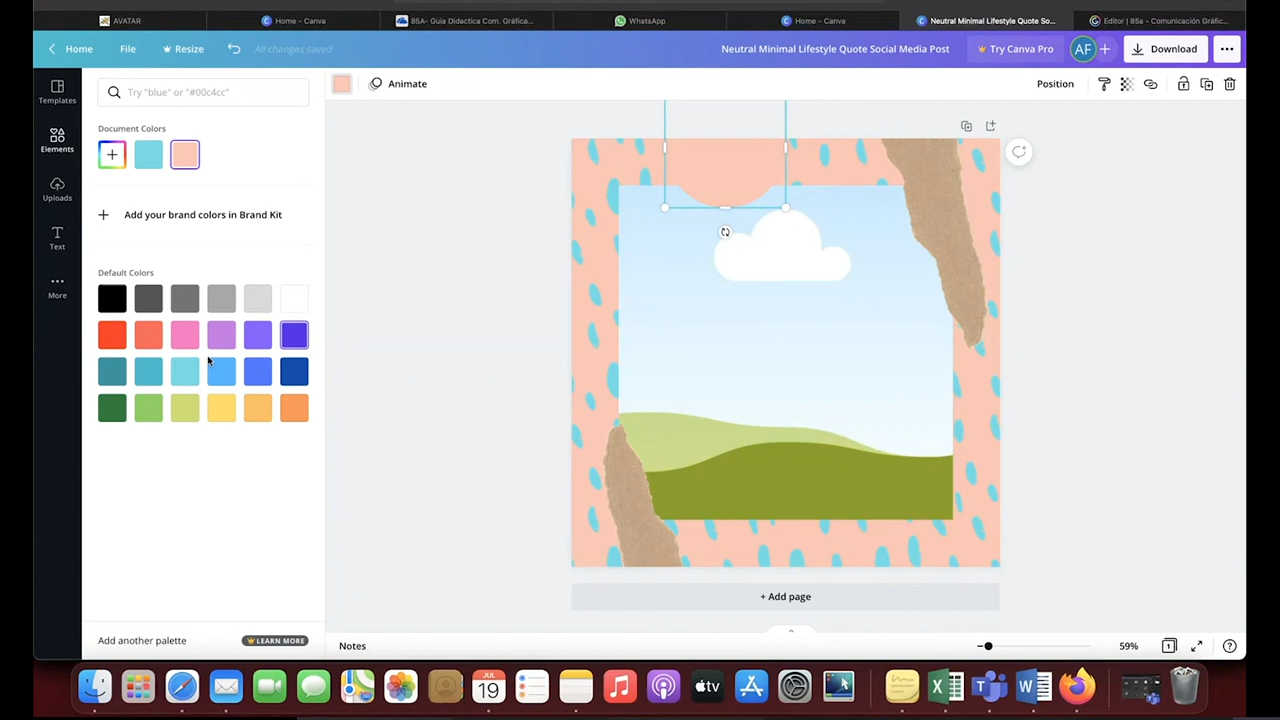 AVATAR
Home - Canva
85A- Guia Didactica Com. Gráfica...
WhatsApp
Home - Canva
Neutral Minimal Lifestyle Quote So...
Editor | 85a - Comunicación Gráfic...
Home
File
Resize
All changes saved
Neutral Minimal Lifestyle Quote Social Media Post
Try Canva Pro
AF
Download
Templates
Elements
Uploads
Text
More
Try "blue" or "#00c4cc"
Animate
Position
Document Colors
Add your brand colors in Brand Kit
Default Colors
Add another palette
LEARN MORE
+ Add page
Notes
59%
1
JUL
19
tv